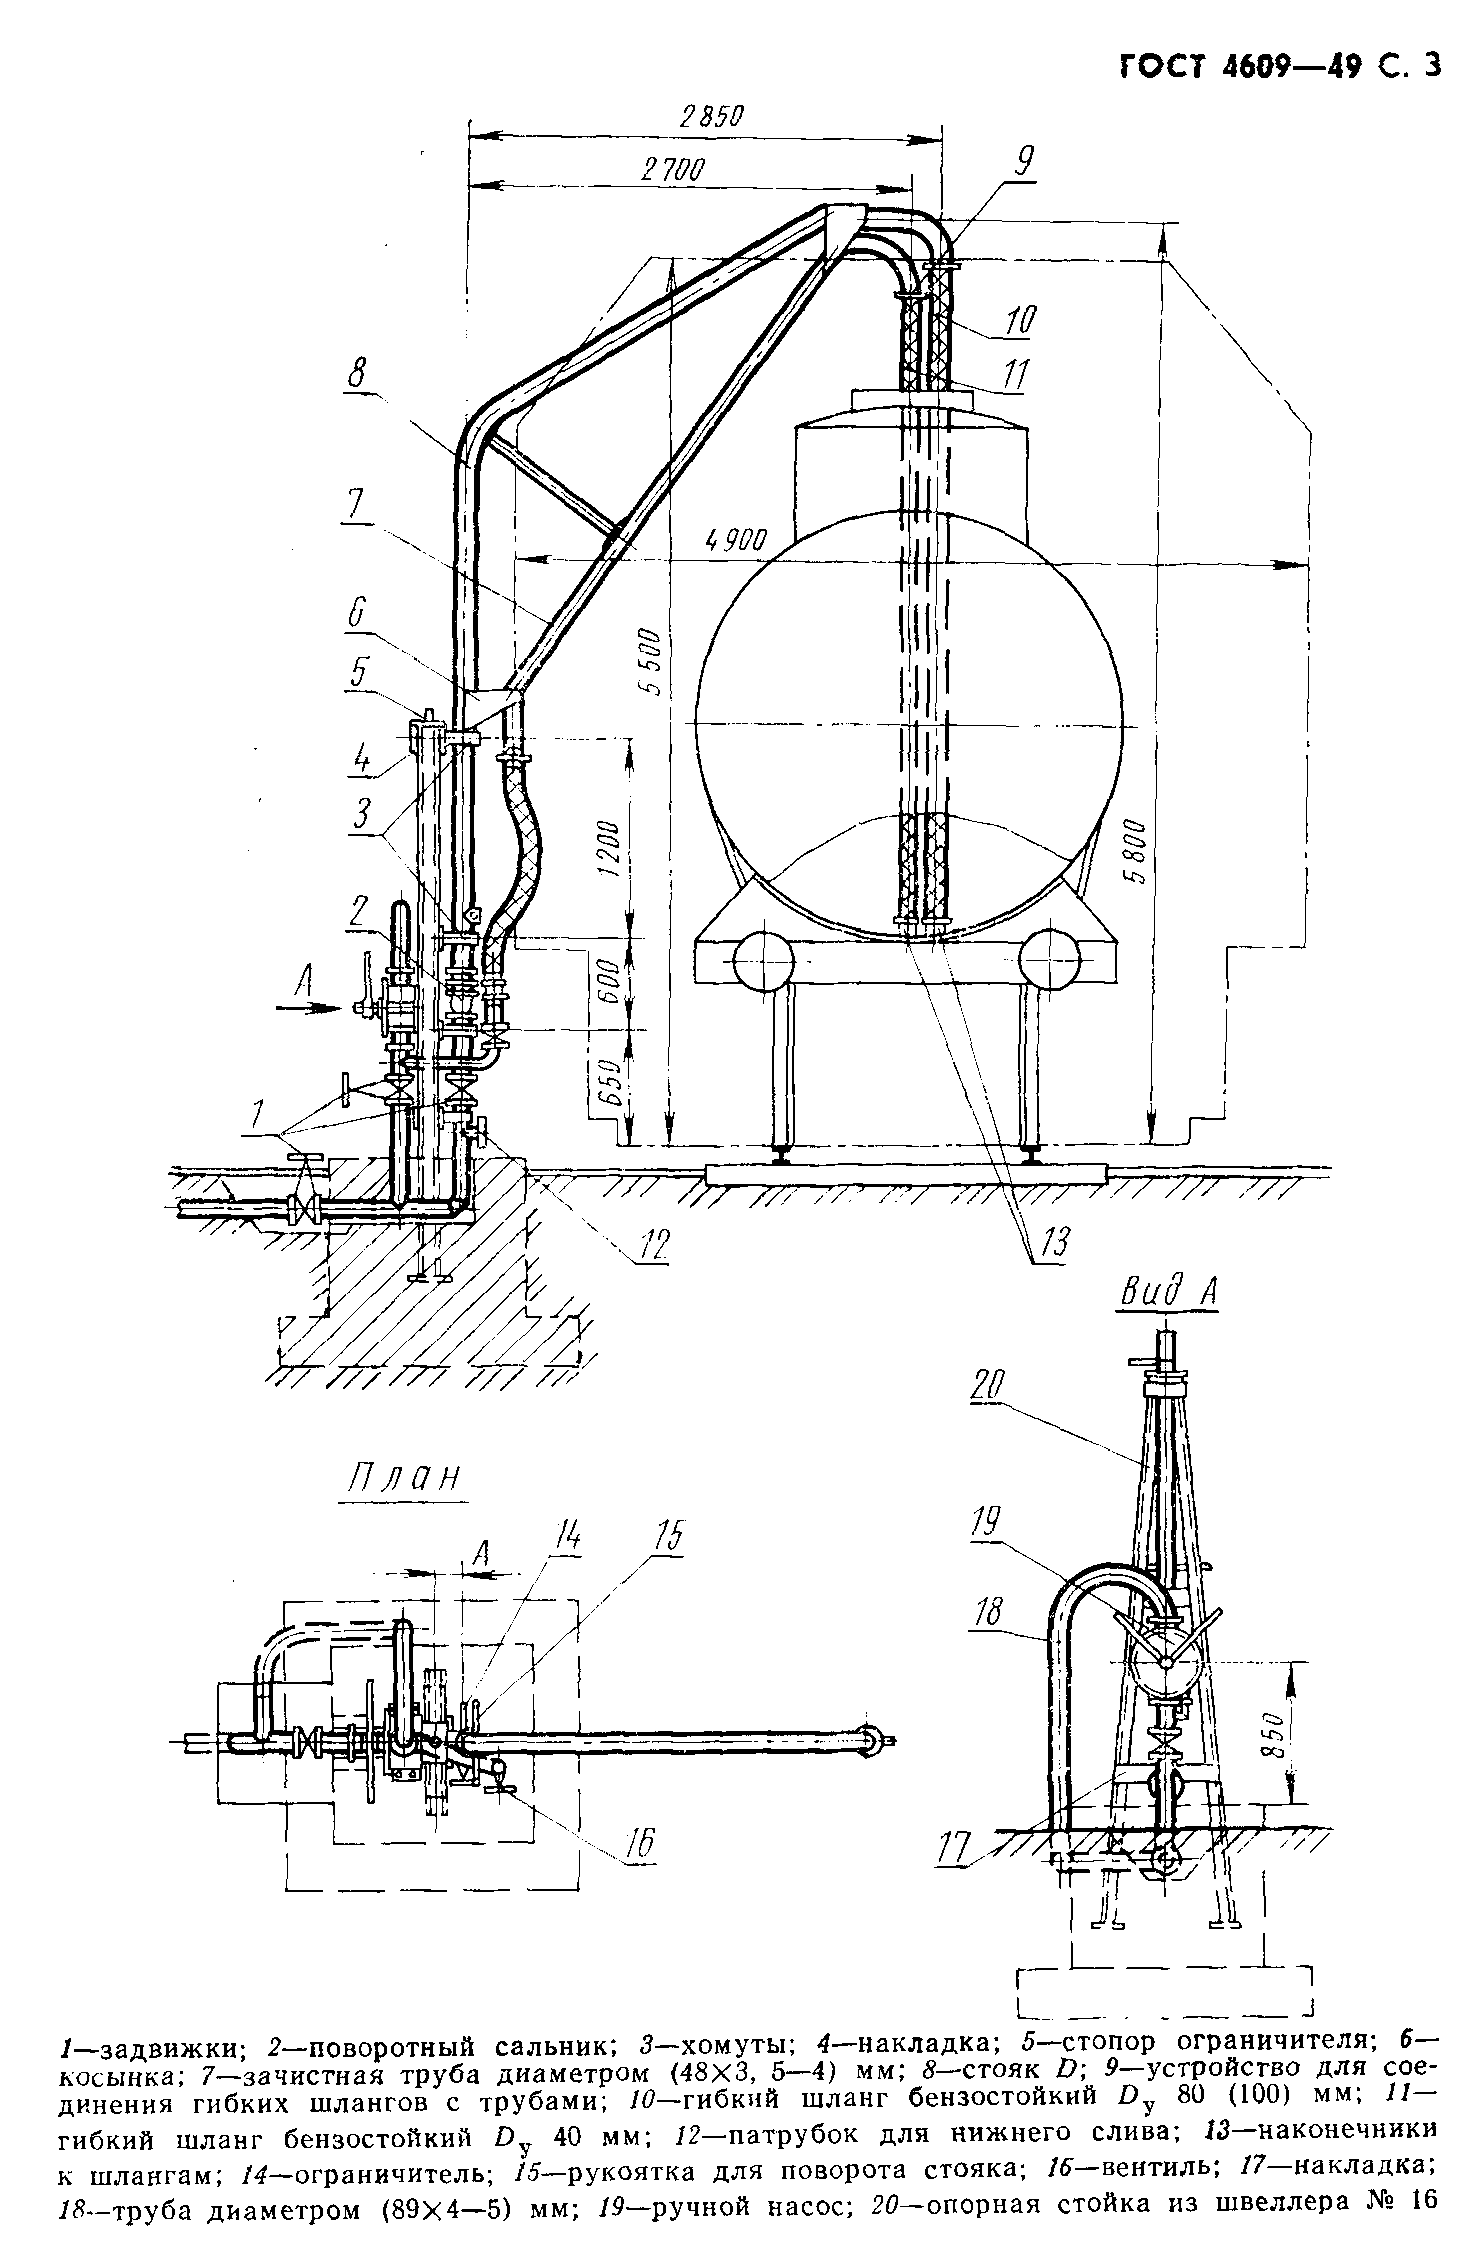 ГОСТ 4609—49 С. 3
2850
2700
9
10
11
8
7
4900
6
5
5500
4
3
1200
5800
2
А
600
650
1
12
13
Вид А
20
План
19
А
14
15
18
850
16
17
1—задвижки; 2—поворотный сальник; 3—хомуты; 4—накладка; 5—стопор ограничителя; 6—
косынка; 7—зачистная труба диаметром (48×3, 5—4) мм; 8—стояк D; 9—устройство для сое-
динения гибких шлангов с трубами; 10—гибкий шланг бензостойкий Dу 80 (100) мм; 11—
гибкий шланг бензостойкий Dу 40 мм; 12—патрубок для нижнего слива; 13—наконечники
к шлангам; 14—ограничитель; 15—рукоятка для поворота стояка; 16—вентиль; 17—накладка;
18—труба диаметром (89×4—5) мм; 19—ручной насос; 20—опорная стойка из швеллера № 16